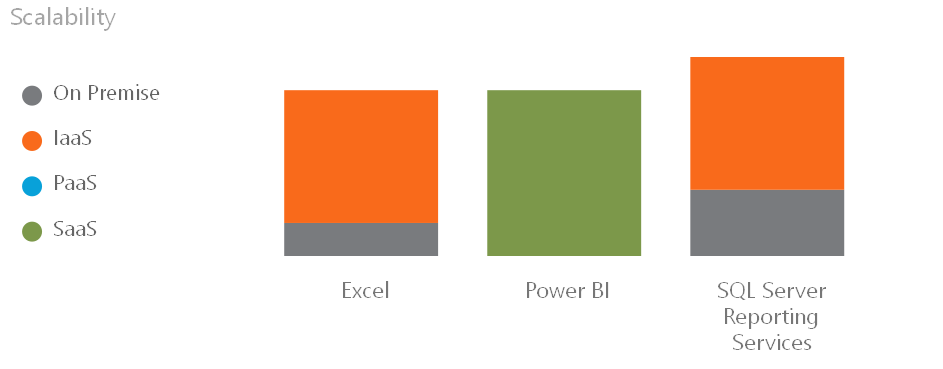 Scalability
On Premise
IaaS
PaaS
SaaS
Excel
Power BI
SQL Server
Reporting
Services